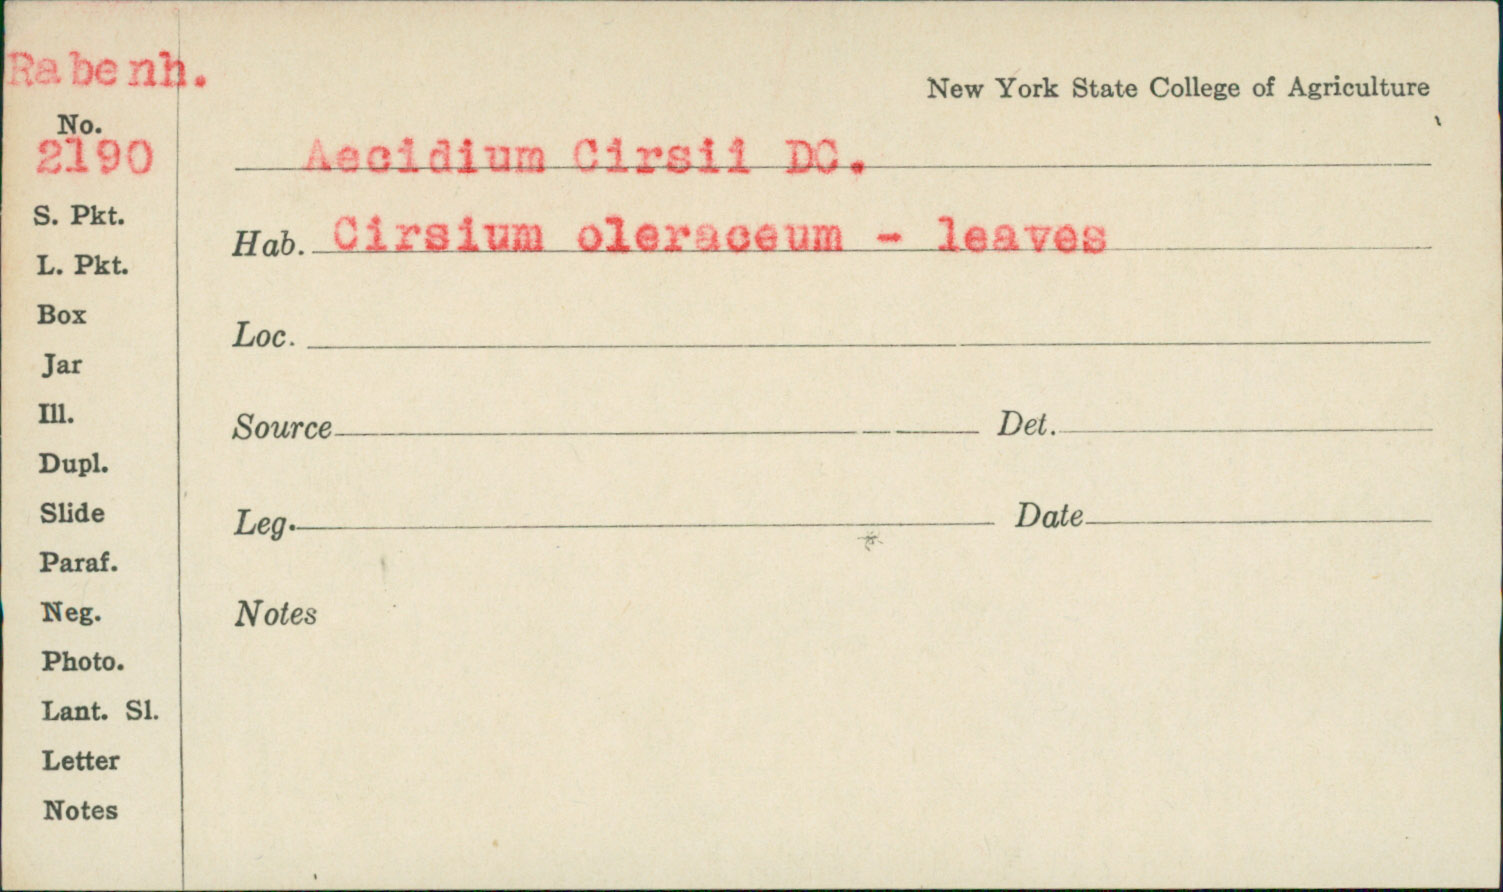 Rabenh.
New York State College of Agriculture
No.
2190
Aecidium Cirsii DC.
S. Pkt.
Hab. Cirsium oleraceum - leaves
L. Pkt.
Box
Loc.
Jar
Ill.
Source Det.
Dupl.
Slide
Leg. Date
Paraf.
Neg.
Notes
Photo.
Lant. Sl.
Letter
Notes